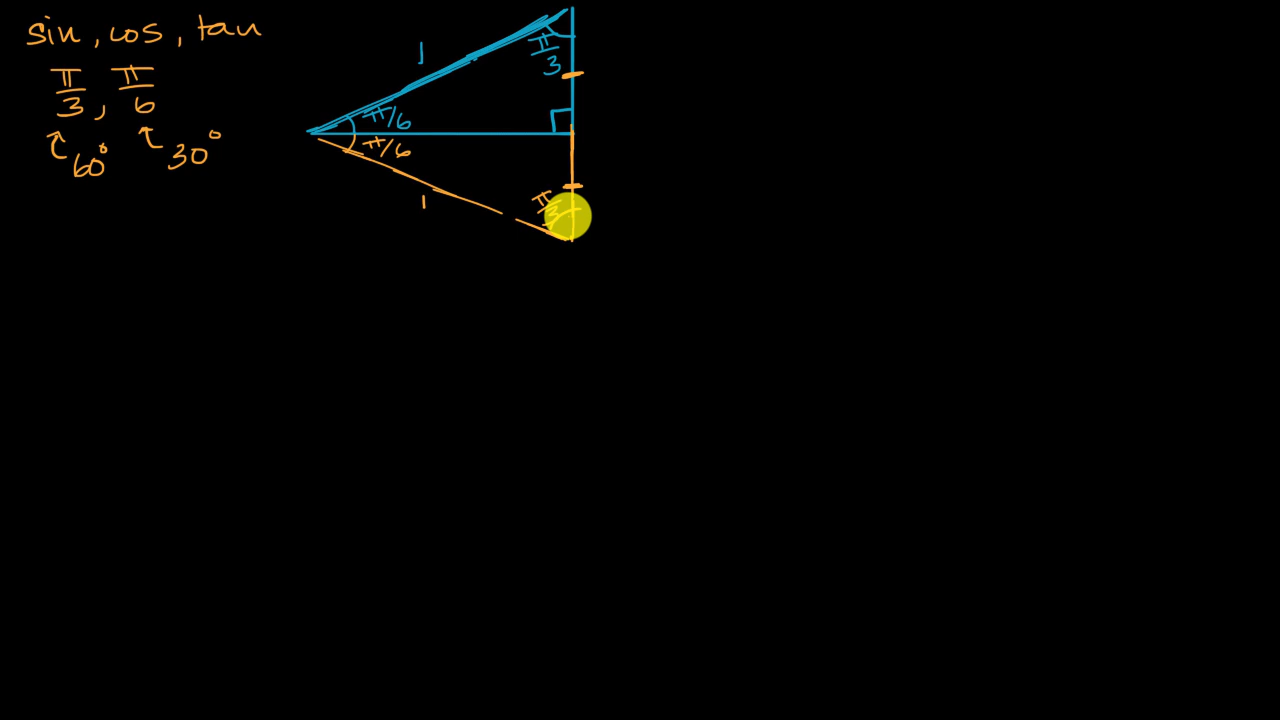 sin, cos, tan
π/3, π/6
60° 30°
1
π/3
π/6
π/6
1
π/3